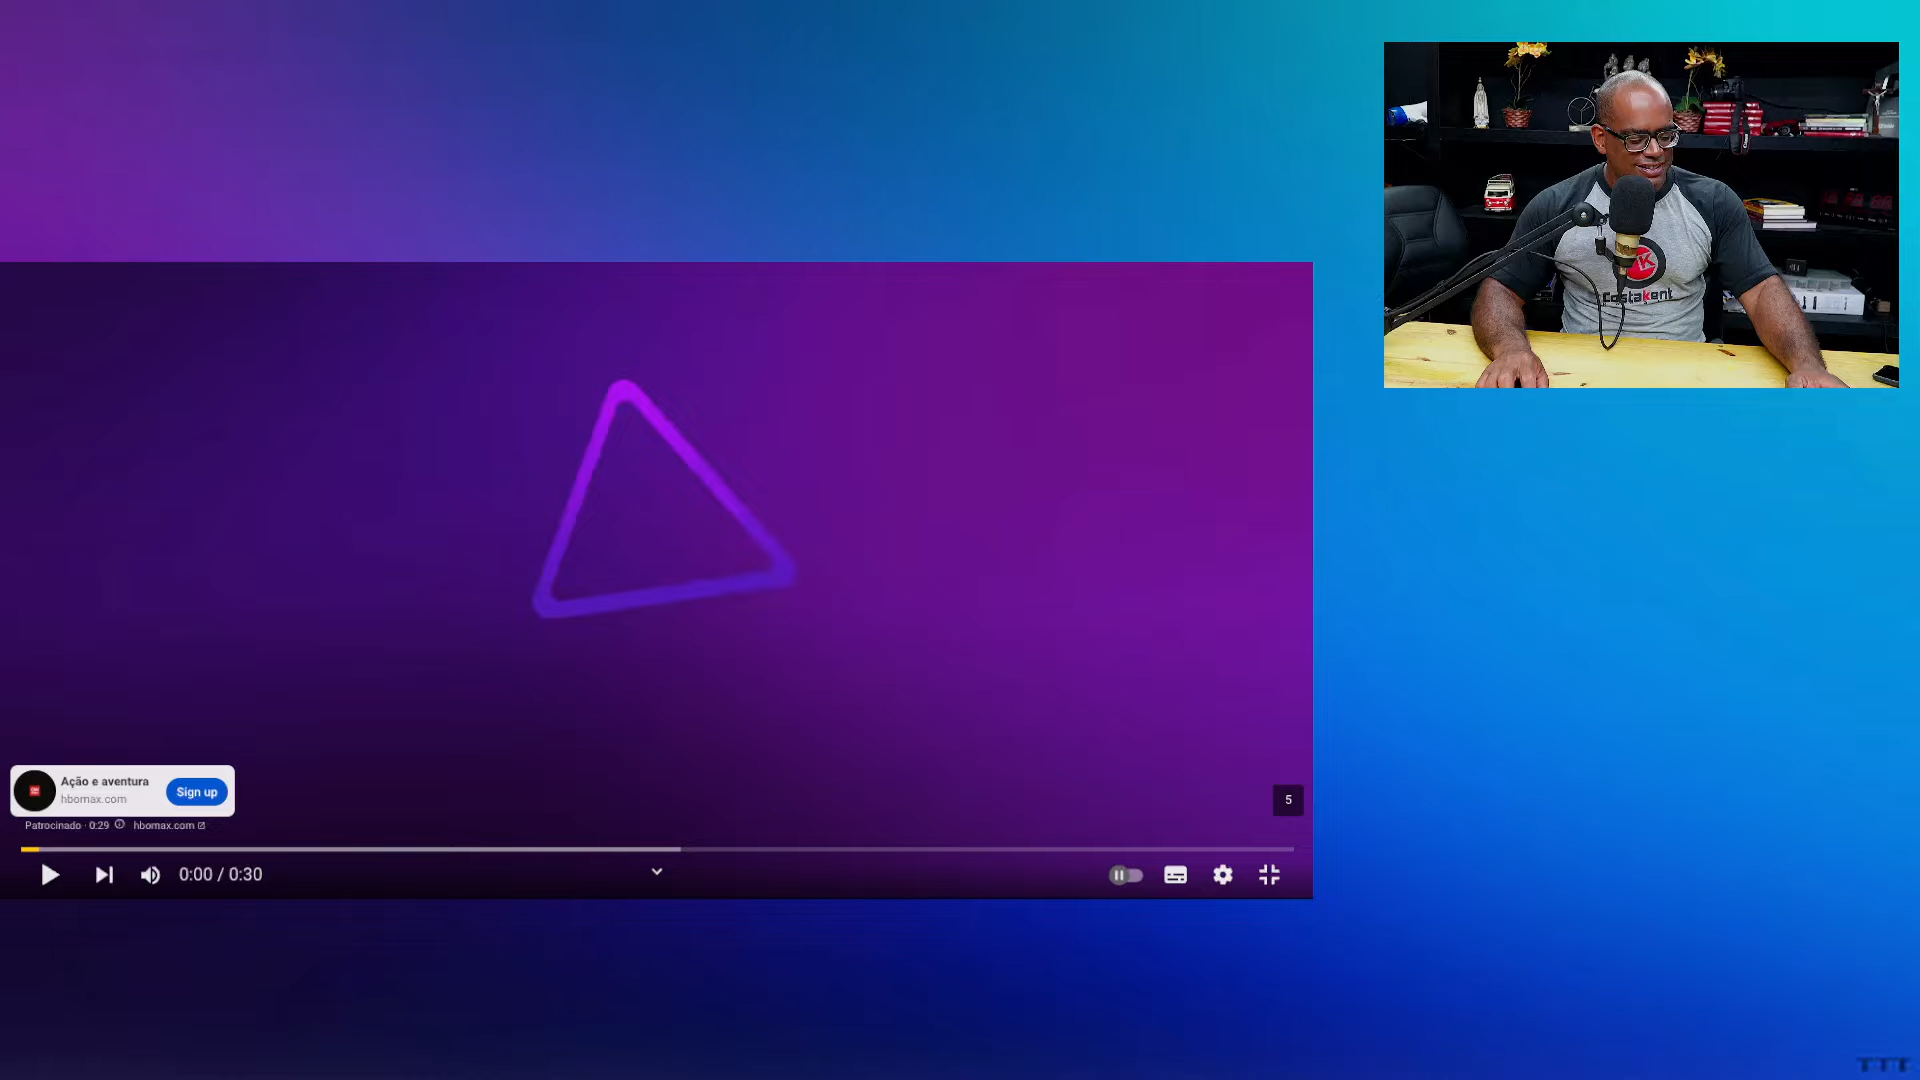 Costakent
Ação e aventura
hbomax.com
Sign up
Patrocinado · 0:29 hbomax.com
5
0:00 / 0:30